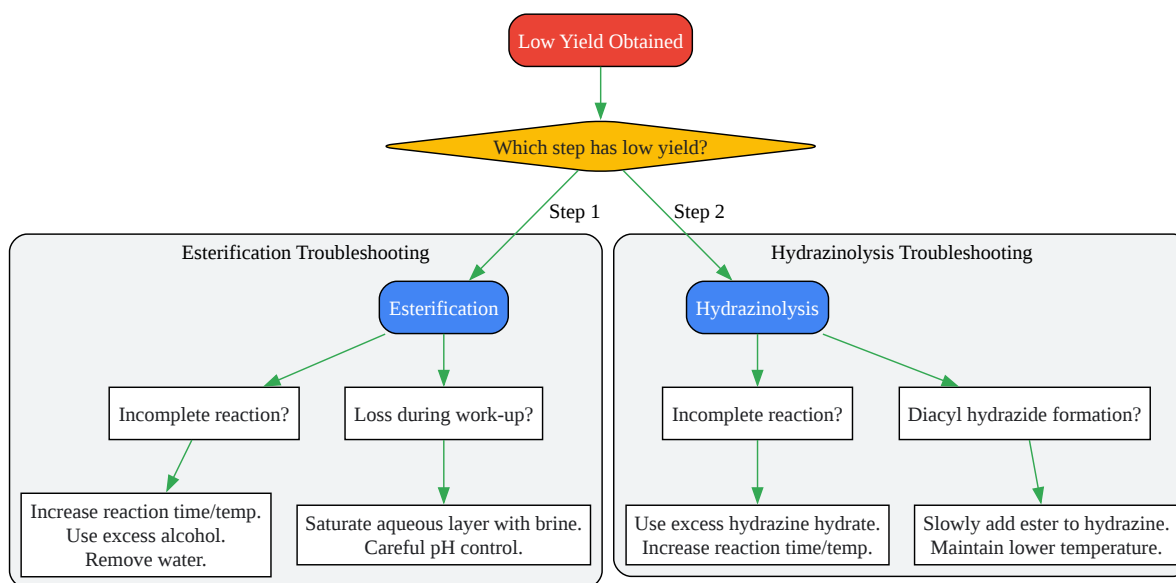 Low Yield Obtained
Which step has low yield?
Step 1
Step 2
Esterification Troubleshooting
Hydrazinolysis Troubleshooting
Esterification
Hydrazinolysis
Incomplete reaction?
Loss during work-up?
Incomplete reaction?
Diacyl hydrazide formation?
Increase reaction time/temp.
Use excess alcohol.
Remove water.
Saturate aqueous layer with brine.
Careful pH control.
Use excess hydrazine hydrate.
Increase reaction time/temp.
Slowly add ester to hydrazine.
Maintain lower temperature.